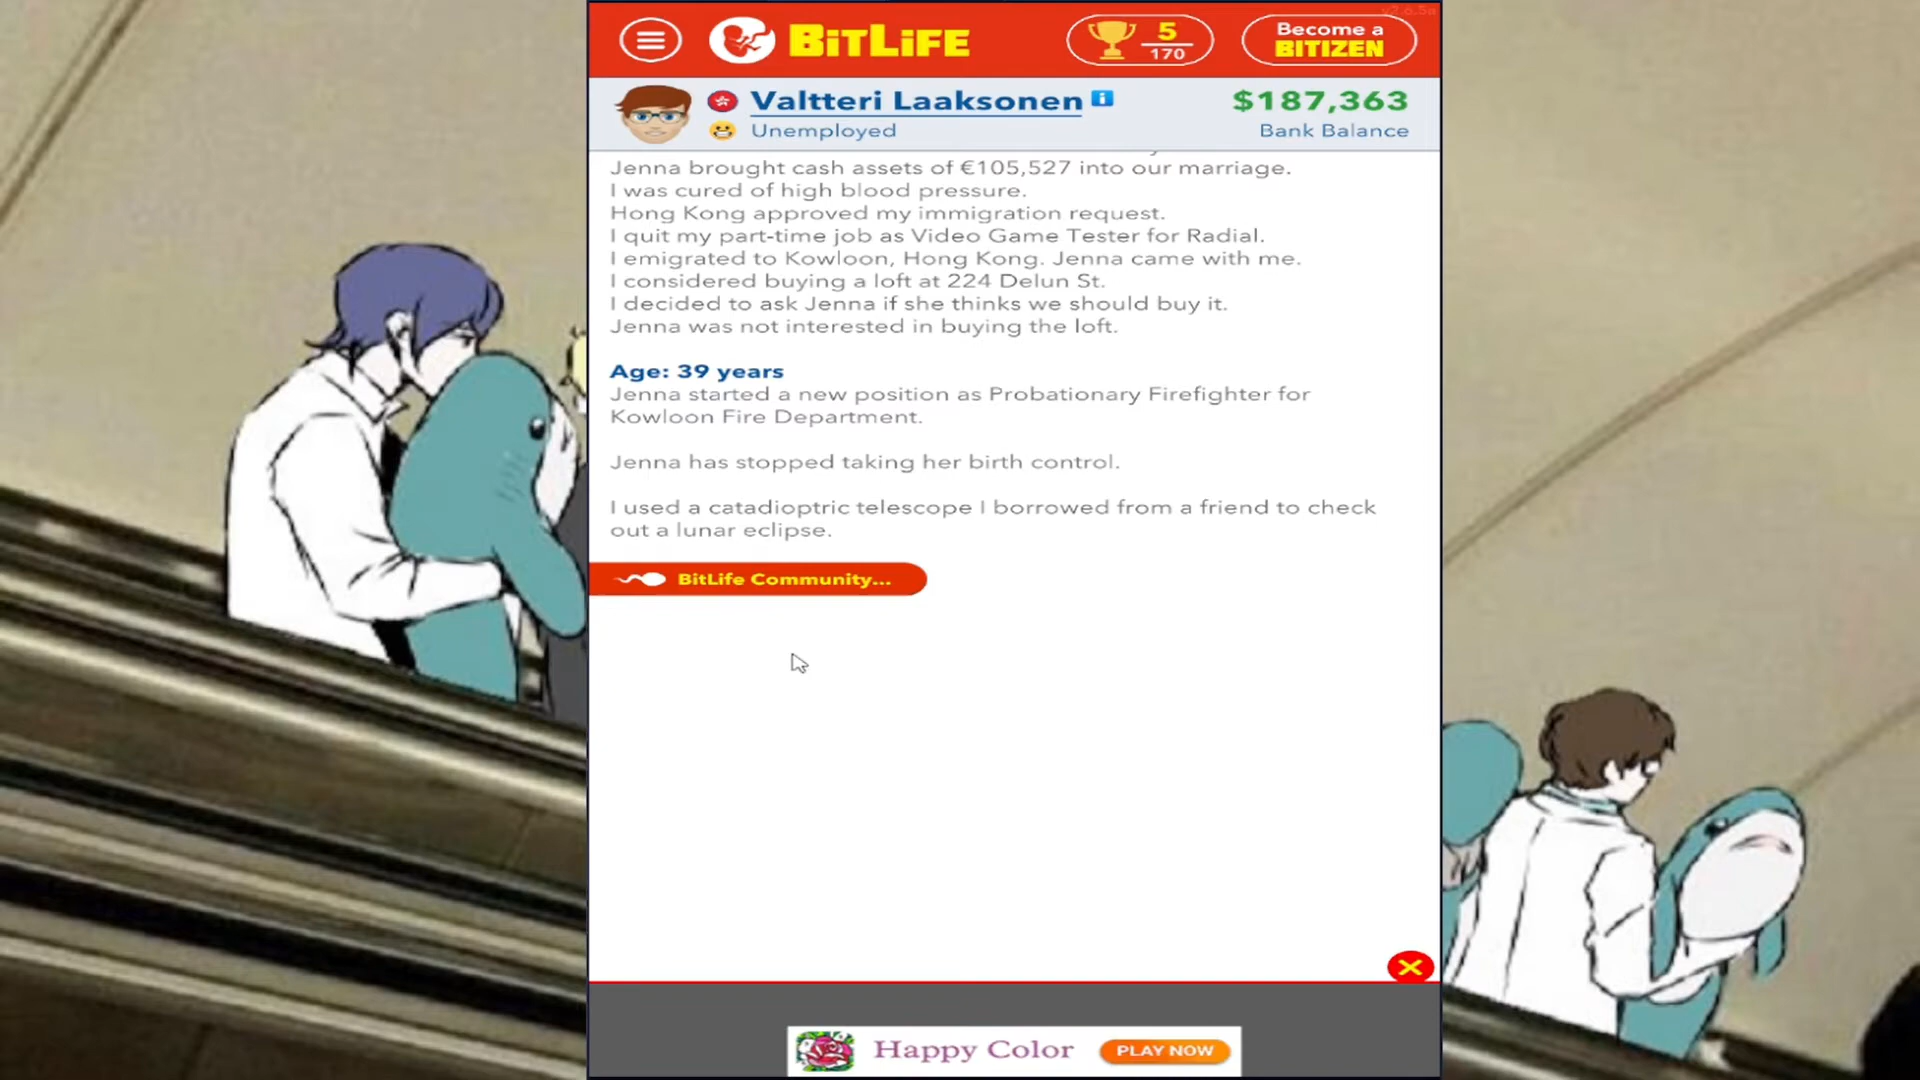 v2.6.5a
BITLIFE
5
170
Become a
BITIZEN
Valtteri Laaksonen
$187,363
Unemployed
Bank Balance
Jenna brought cash assets of €105,527 into our marriage.
I was cured of high blood pressure.
Hong Kong approved my immigration request.
I quit my part-time job as Video Game Tester for Radial.
I emigrated to Kowloon, Hong Kong. Jenna came with me.
I considered buying a loft at 224 Delun St.
I decided to ask Jenna if she thinks we should buy it.
Jenna was not interested in buying the loft.
Age: 39 years
Jenna started a new position as Probationary Firefighter for
Kowloon Fire Department.
Jenna has stopped taking her birth control.
I used a catadioptric telescope I borrowed from a friend to check
out a lunar eclipse.
BitLife Community...
Happy Color
PLAY NOW